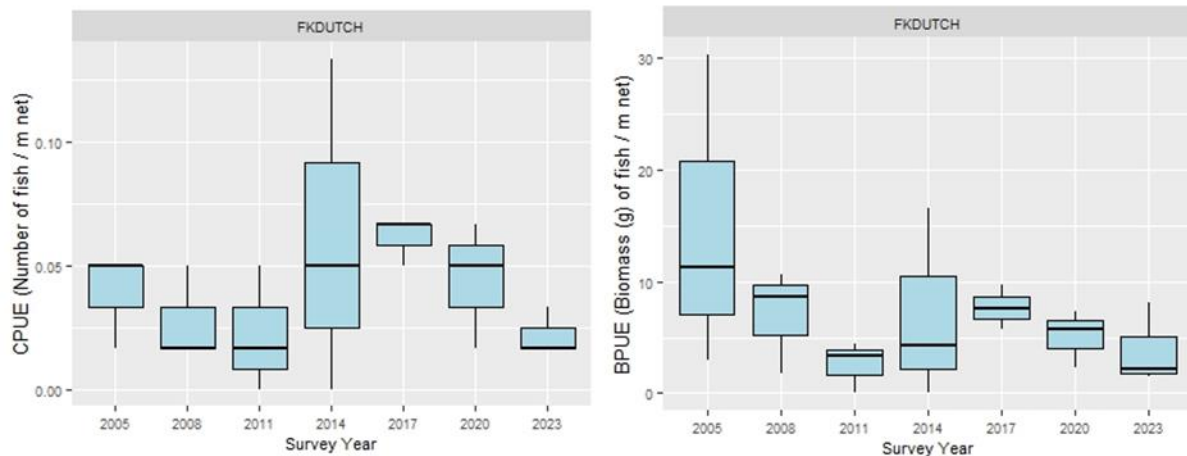 FKDUTCH
CPUE (Number of fish / m net)
0.10
0.05
0.00
2005 2008 2011 2014 2017 2020 2023
Survey Year
FKDUTCH
BPUE (Biomass (g) of fish / m net)
30
20
10
0
2005 2008 2011 2014 2017 2020 2023
Survey Year